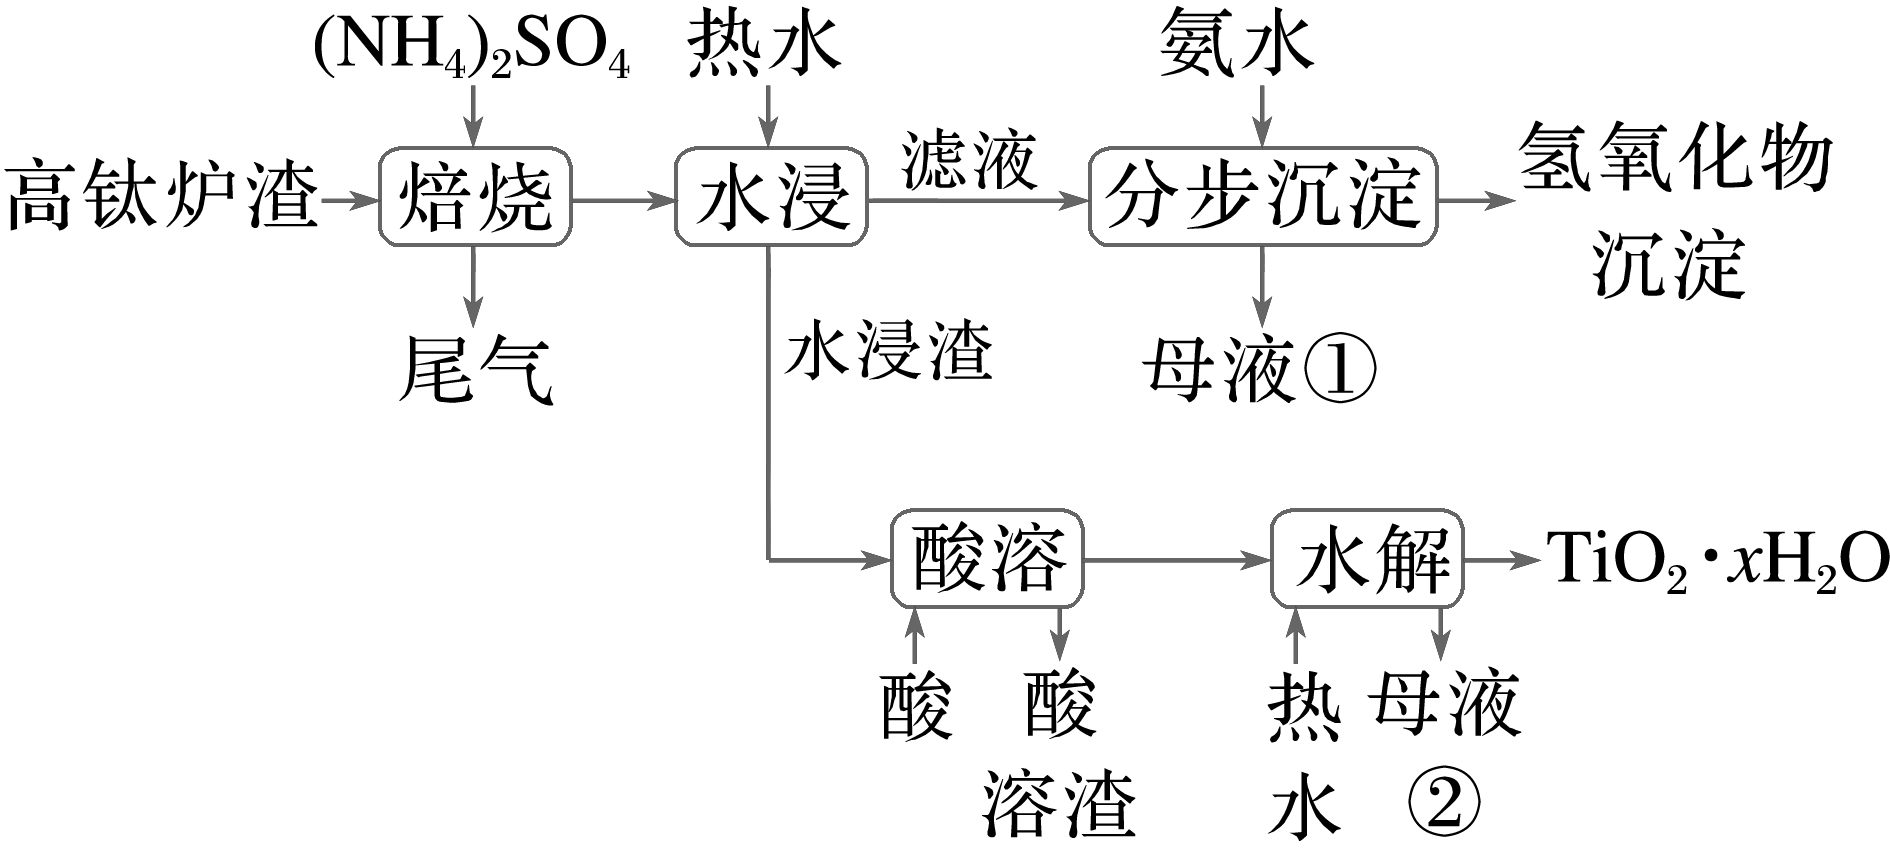 (NH₄)₂SO₄ 热水 氨水
高钛炉渣 焙烧 水浸 滤液 分步沉淀 氢氧化物
沉淀
尾气 水浸渣 母液①
酸溶 水解 TiO₂·xH₂O
酸 酸 热 母液
溶渣 水 ②